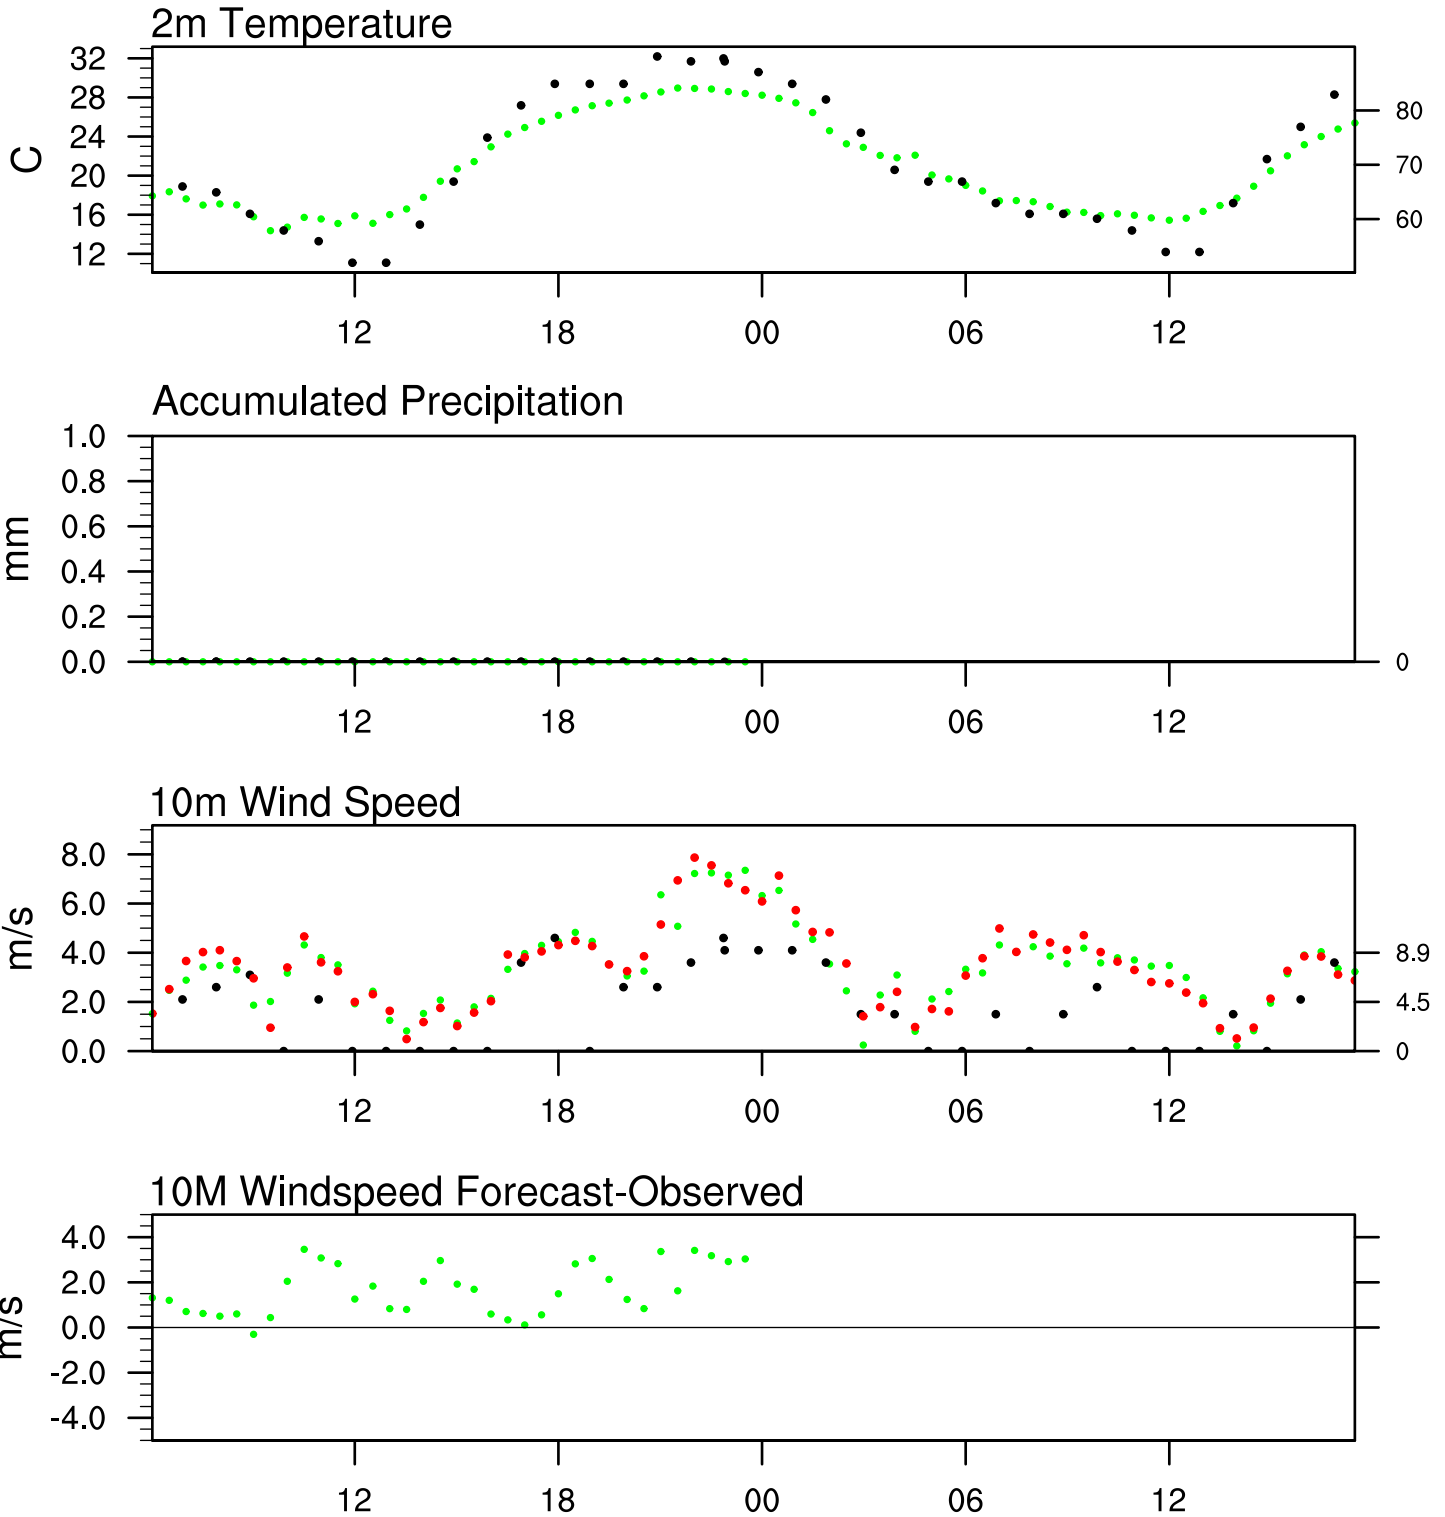 2m Temperature
32
28
24
20
16
12
C
80
70
60
12 18 00 06 12
Accumulated Precipitation
1.0
0.8
0.6
0.4
0.2
0.0
mm
0
12 18 00 06 12
10m Wind Speed
8.0
6.0
4.0
2.0
0.0
m/s
8.9
4.5
0
12 18 00 06 12
10M Windspeed Forecast-Observed
4.0
2.0
0.0
-2.0
-4.0
m/s
12 18 00 06 12